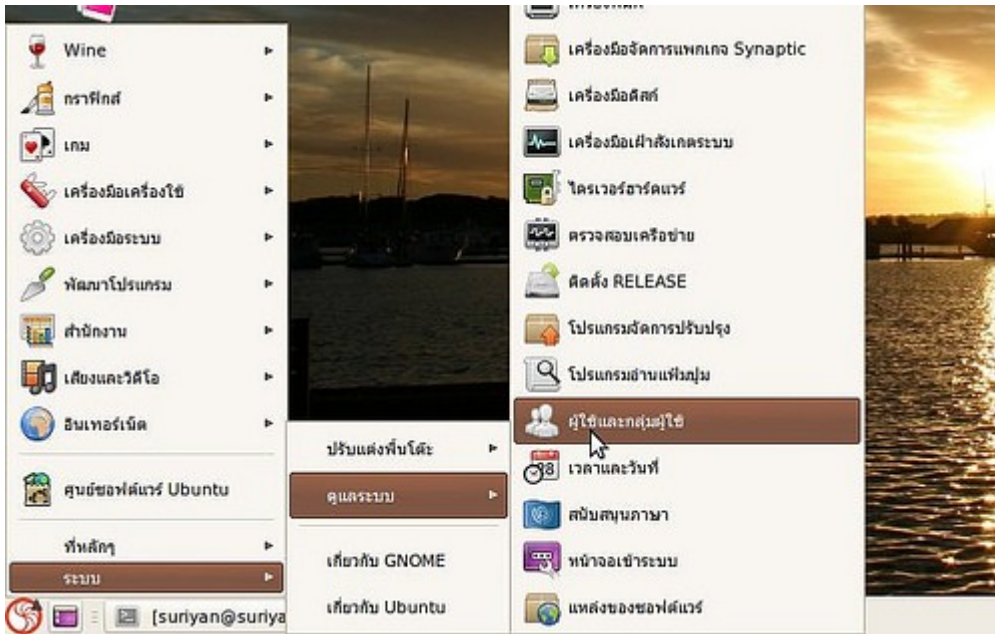 Wine
กราฟิกส์
เกม
เครื่องมือเครื่องใช้
เครื่องมือระบบ
พัฒนาโปรแกรม
สำนักงาน
เสียงและวิดีโอ
อินเทอร์เน็ต
ศูนย์ซอฟต์แวร์ Ubuntu
ที่หลักๆ
ระบบ
[suriyan@suriya
ปรับแต่งพื้นโต๊ะ
ดูแลระบบ
เกี่ยวกับ GNOME
เกี่ยวกับ Ubuntu
เครื่องมือจัดการแพกเกจ Synaptic
เครื่องมือดิสก์
เครื่องมือเฝ้าสังเกตระบบ
ไดรเวอร์ฮาร์ดแวร์
ตรวจสอบเครือข่าย
ติดตั้ง RELEASE
โปรแกรมจัดการปรับปรุง
โปรแกรมอ่านแฟ้มปูม
ผู้ใช้และกลุ่มผู้ใช้
เวลาและวันที่
สนับสนุนภาษา
หน้าจอเข้าระบบ
แหล่งของซอฟต์แวร์